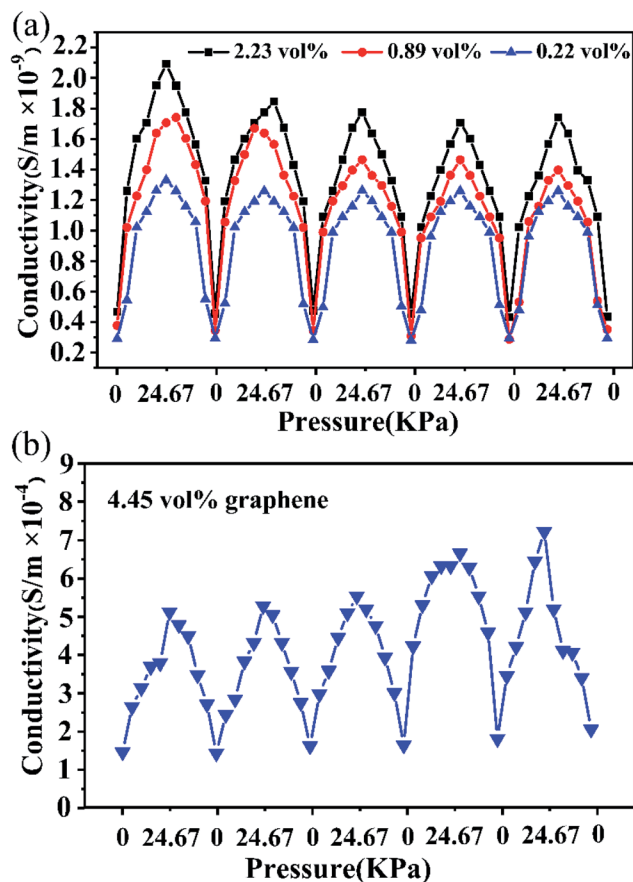 (a)
2.23 vol% 0.89 vol% 0.22 vol%
2.2
2.0
1.8
1.6
1.4
1.2
1.0
0.8
0.6
0.4
0.2
Conductivity(S/m ×10⁻⁹)
0 24.67 0 24.67 0 24.67 0 24.67 0 24.67 0
Pressure(KPa)
(b)
4.45 vol% graphene
9
8
7
6
5
4
3
2
1
0
Conductivity(S/m ×10⁻⁴)
0 24.67 0 24.67 0 24.67 0 24.67 0 24.67 0
Pressure(KPa)